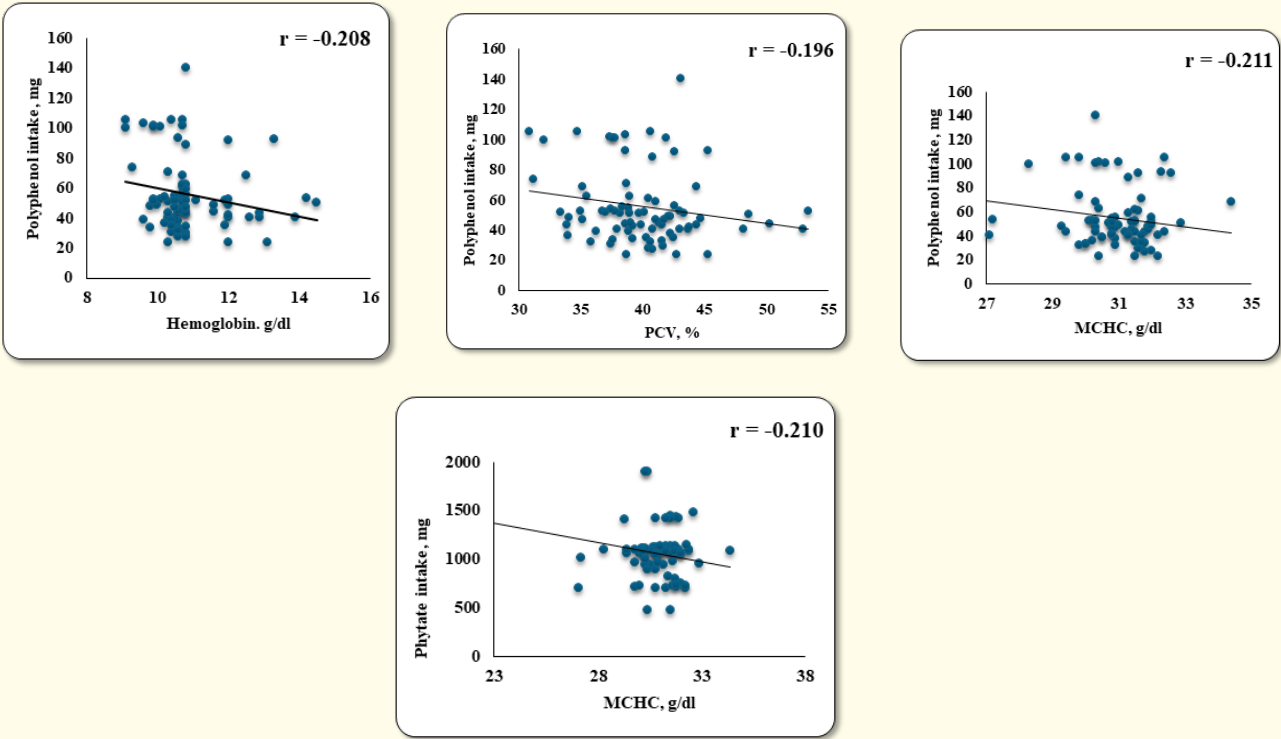 r = -0.208
160
140
120
100
80
60
40
20
0
Polyphenol intake, mg
8 10 12 14 16
Hemoglobin. g/dl
r = -0.196
160
140
120
100
80
60
40
20
0
Polyphenol intake, mg
30 35 40 45 50 55
PCV, %
r = -0.211
160
140
120
100
80
60
40
20
0
Polyphenol intake, mg
27 29 31 33 35
MCHC, g/dl
r = -0.210
2000
1500
1000
500
0
Phytate intake, mg
23 28 33 38
MCHC, g/dl